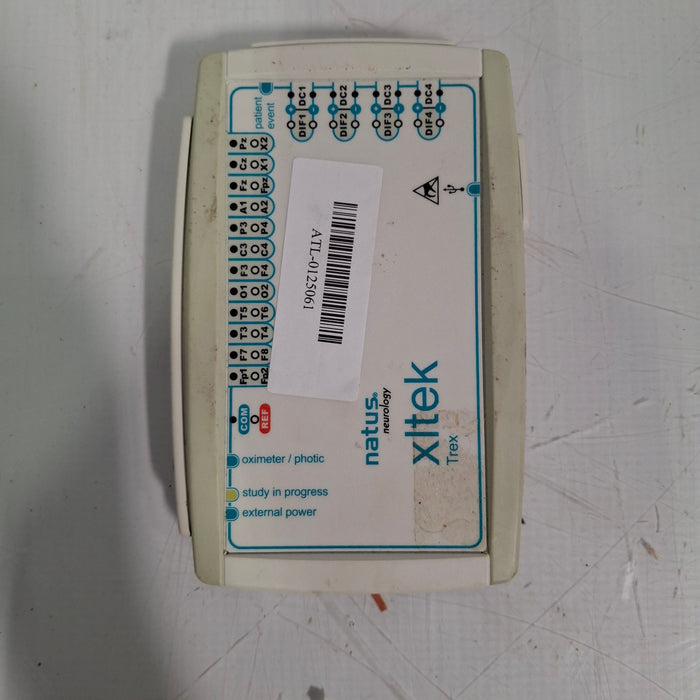 patient
event
DIF1 DC1
DIF2 DC2
DIF3 DC3
DIF4 DC4
+ -
+ -
+ -
+ -
Pz X2
Cz X1
Fz Fpz
A1 A2
P3 P4
C3 C4
F3 F4
O1 O2
T5 T6
T3 T4
F7 F8
Fp1 Fp2
COM
REF
ATL-0125061
natus®
neurology
xltek
Trex
oximeter / photic
study in progress
external power